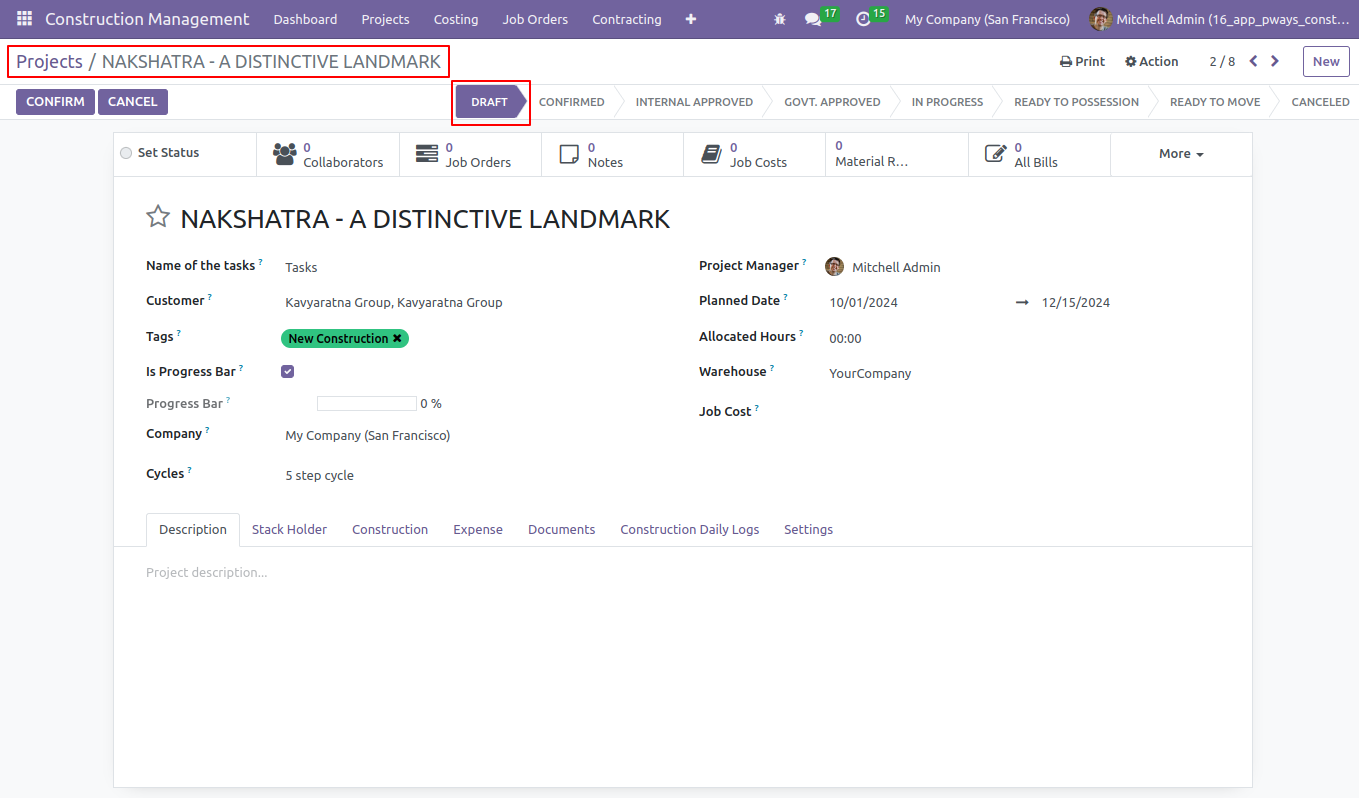 Construction Management Dashboard Projects Costing Job Orders Contracting + 17 15 My Company (San Francisco) Mitchell Admin (16_app_pways_const...
Projects / NAKSHATRA - A DISTINCTIVE LANDMARK Print Action 2 / 8 New
CONFIRM CANCEL DRAFT CONFIRMED INTERNAL APPROVED GOVT. APPROVED IN PROGRESS READY TO POSSESSION READY TO MOVE CANCELED
Set Status 0 Collaborators 0 Job Orders 0 Notes 0 Job Costs 0 Material R... 0 All Bills More
NAKSHATRA - A DISTINCTIVE LANDMARK
Name of the tasks ? Tasks Project Manager ? Mitchell Admin
Customer ? Kavyaratna Group, Kavyaratna Group Planned Date ? 10/01/2024 → 12/15/2024
Tags ? New Construction ✖ Allocated Hours ? 00:00
Is Progress Bar ? Warehouse ? YourCompany
Progress Bar ? 0 %
Job Cost ?
Company ? My Company (San Francisco)
Cycles ? 5 step cycle
Description Stack Holder Construction Expense Documents Construction Daily Logs Settings
Project description...